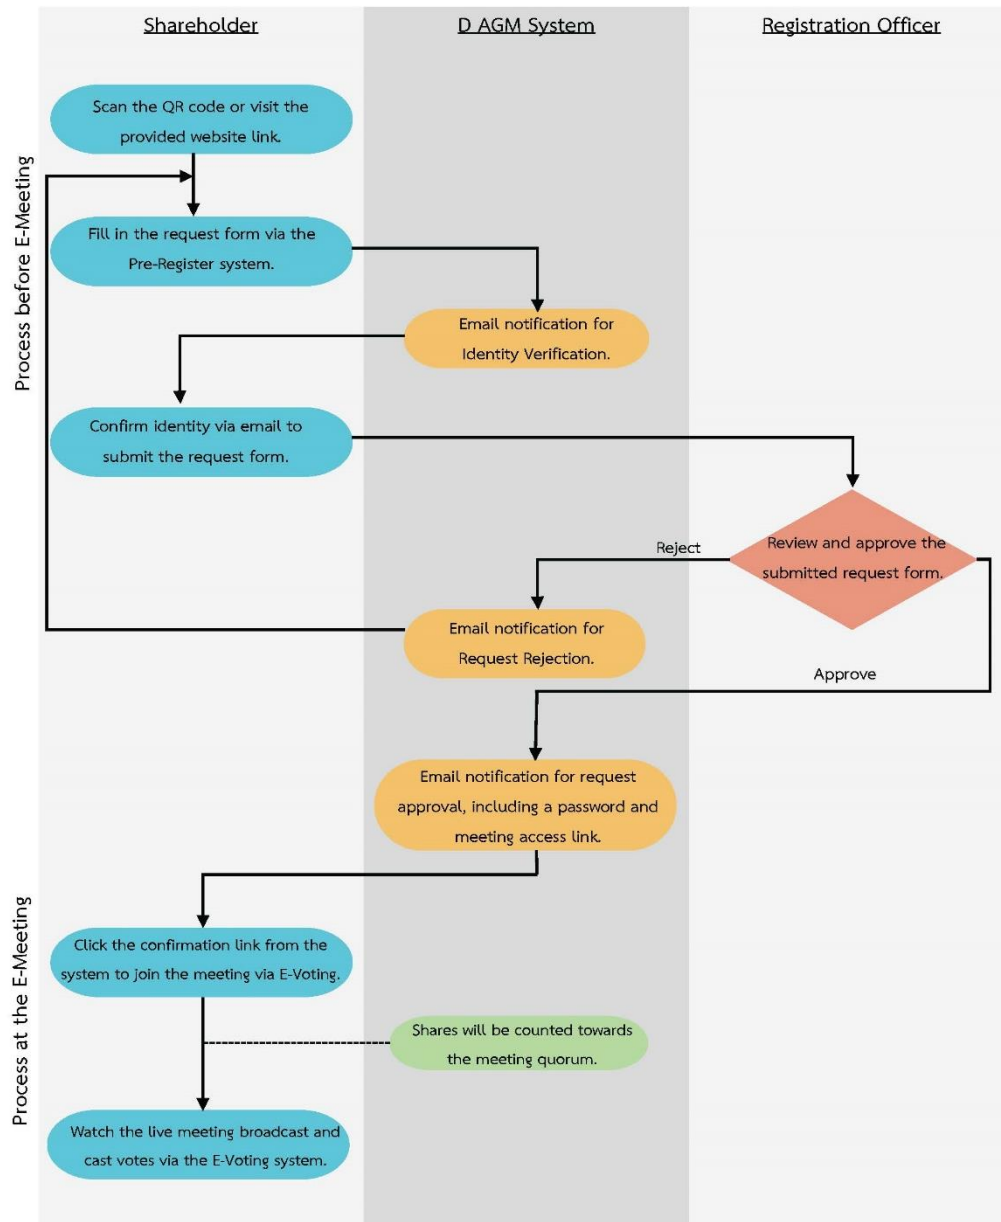 Shareholder
D AGM System
Registration Officer
Process before E-Meeting
Scan the QR code or visit the
provided website link.
Fill in the request form via the
Pre-Register system.
Email notification for
Identity Verification.
Confirm identity via email to
submit the request form.
Review and approve the
submitted request form.
Reject
Email notification for
Request Rejection.
Approve
Email notification for request
approval, including a password and
meeting access link.
Process at the E-Meeting
Click the confirmation link from the
system to join the meeting via E-Voting.
Shares will be counted towards
the meeting quorum.
Watch the live meeting broadcast and
cast votes via the E-Voting system.